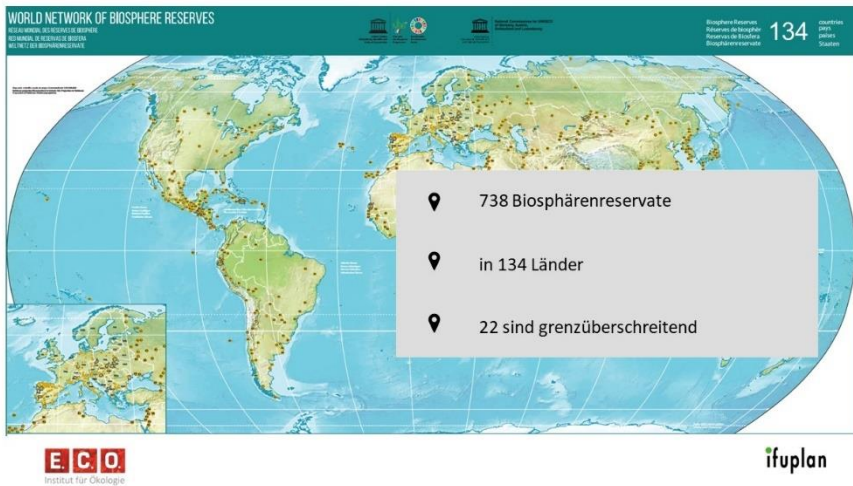 WORLD NETWORK OF BIOSPHERE RESERVES
RÉSEAU MONDIAL DES RÉSERVES DE BIOSPHÈRE
RED MUNDIAL DE RESERVAS DE BIOSFERA
WELTNETZ DER BIOSPHÄRENRESERVATE
Biosphere Reserves
Réserves de biosphèr
Reservas de Biosfera
Biosphärenreservate
134
countries
pays
países
Staaten
738 Biosphärenreservate
in 134 Länder
22 sind grenzüberschreitend
E.C.O.
Institut für Ökologie
ifuplan